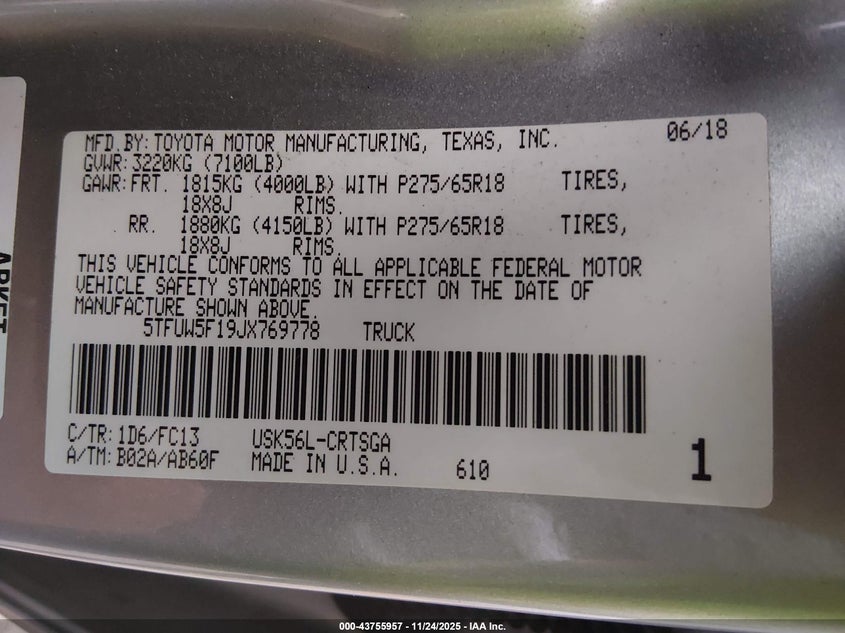 MFD. BY: TOYOTA MOTOR MANUFACTURING, TEXAS, INC. 06/18
GVWR: 3220KG (7100LB)
GAWR: FRT. 1815KG (4000LB) WITH P275/65R18 TIRES,
18X8J RIMS.
RR. 1880KG (4150LB) WITH P275/65R18 TIRES,
18X8J RIMS.
THIS VEHICLE CONFORMS TO ALL APPLICABLE FEDERAL MOTOR
VEHICLE SAFETY STANDARDS IN EFFECT ON THE DATE OF
MANUFACTURE SHOWN ABOVE.
5TFUW5F19JX769778 TRUCK
C/TR: 1D6/FC13 USK56L-CRTSGA
A/TM: B02A/AB60F MADE IN U.S.A. 610 1
000-43755957 - 11/24/2025 - IAA Inc.